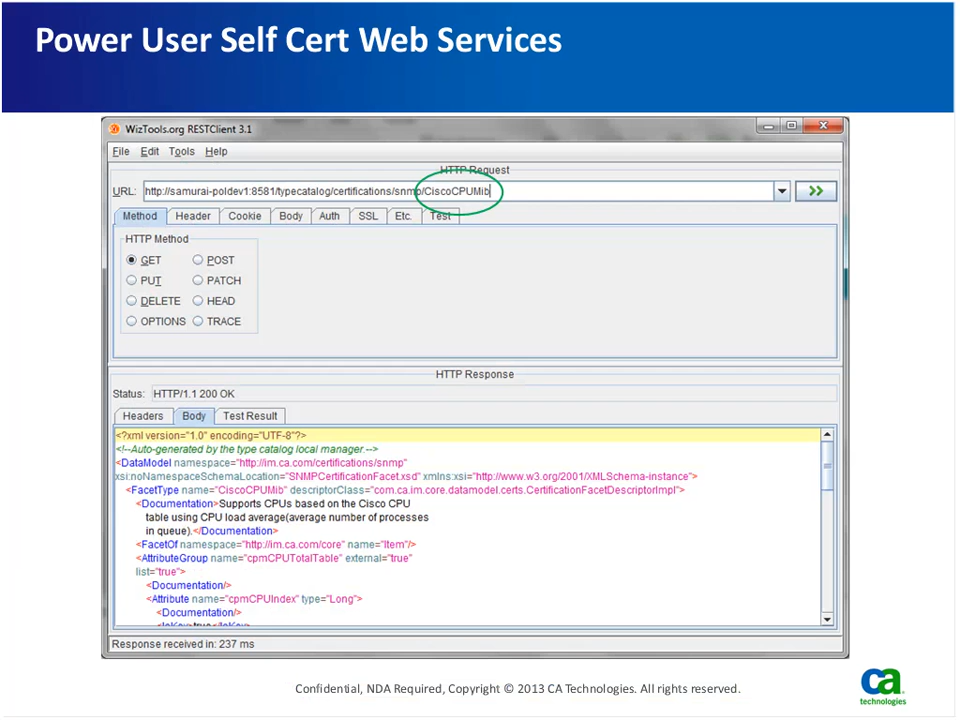 Power User Self Cert Web Services
WizTools.org RESTClient 3.1
File Edit Tools Help
HTTP Request
URL: http://samurai-poldev1:8581/typecatalog/certifications/snmp/CiscoCPUMib
Method Header Cookie Body Auth SSL Etc. Test
HTTP Method
GET POST
PUT PATCH
DELETE HEAD
OPTIONS TRACE
HTTP Response
Status: HTTP/1.1 200 OK
Headers Body Test Result
<?xml version="1.0" encoding="UTF-8"?>
<!--Auto-generated by the type catalog local manager.-->
<DataModel namespace="http://im.ca.com/certifications/snmp"
xsi:noNamespaceSchemaLocation="SNMPCertificationFacet.xsd" xmlns:xsi="http://www.w3.org/2001/XMLSchema-instance">
<FacetType name="CiscoCPUMib" descriptorClass="com.ca.im.core.datamodel.certs.CertificationFacetDescriptorImpl">
<Documentation>Supports CPUs based on the Cisco CPU
table using CPU load average(average number of processes
in queue).</Documentation>
<FacetOf namespace="http://im.ca.com/core" name="Item"/>
<AttributeGroup name="cpmCPUTotalTable" external="true"
list="true">
<Documentation/>
<Attribute name="cpmCPUIndex" type="Long">
<Documentation/>
<IsKey>true</IsKey>
Response received in: 237 ms
Confidential, NDA Required, Copyright © 2013 CA Technologies. All rights reserved.
ca
technologies